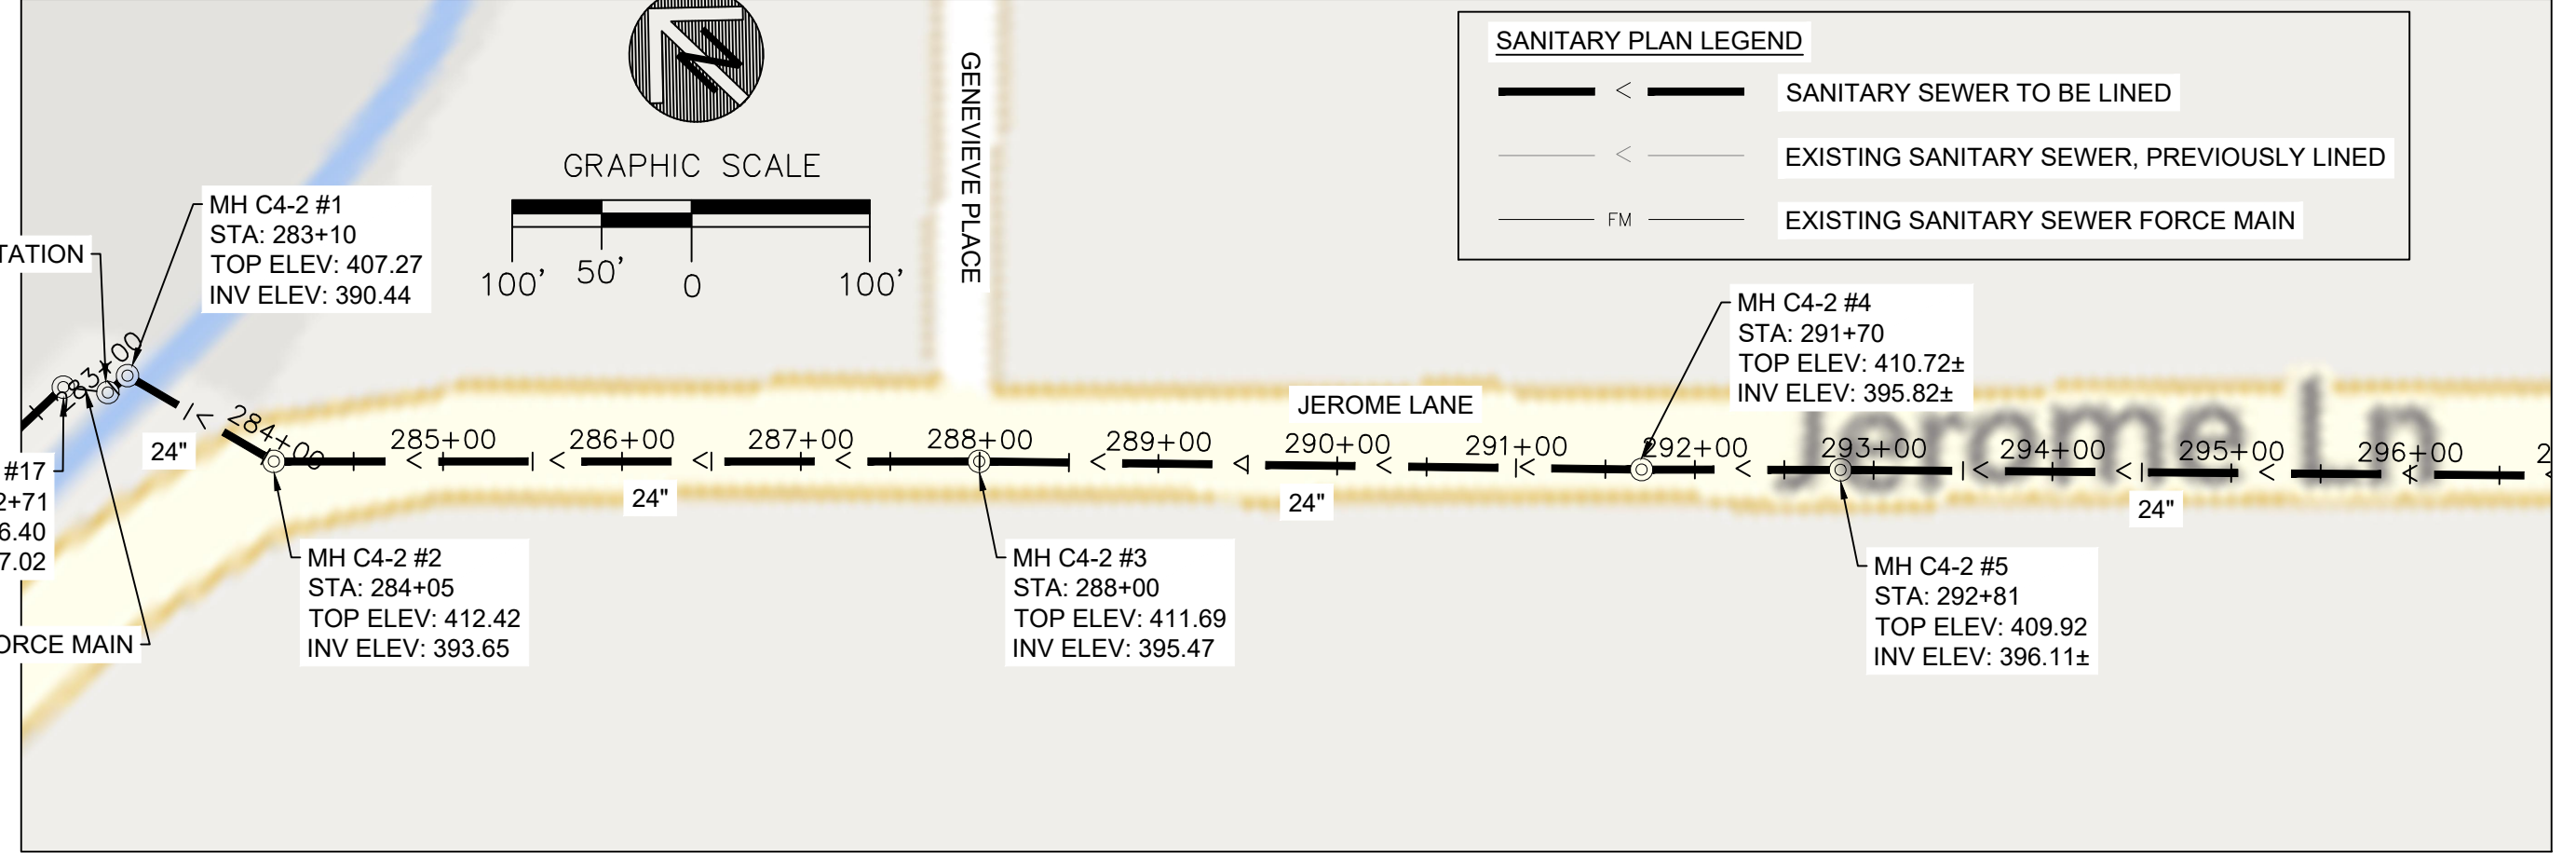 N
GRAPHIC SCALE
100' 50' 0 100'
GENEVIEVE PLACE
SANITARY PLAN LEGEND
SANITARY SEWER TO BE LINED
EXISTING SANITARY SEWER, PREVIOUSLY LINED
FM EXISTING SANITARY SEWER FORCE MAIN
MH C4-2 #1
STA: 283+10
TOP ELEV: 407.27
INV ELEV: 390.44
TATION
MH C4-2 #4
STA: 291+70
TOP ELEV: 410.72±
INV ELEV: 395.82±
JEROME LANE
Jerome Ln
283+00
284+00
285+00
286+00
287+00
288+00
289+00
290+00
291+00
292+00
293+00
294+00
295+00
296+00
2
24"
24"
24"
24"
#17
2+71
6.40
7.02
ORCE MAIN
MH C4-2 #2
STA: 284+05
TOP ELEV: 412.42
INV ELEV: 393.65
MH C4-2 #3
STA: 288+00
TOP ELEV: 411.69
INV ELEV: 395.47
MH C4-2 #5
STA: 292+81
TOP ELEV: 409.92
INV ELEV: 396.11±